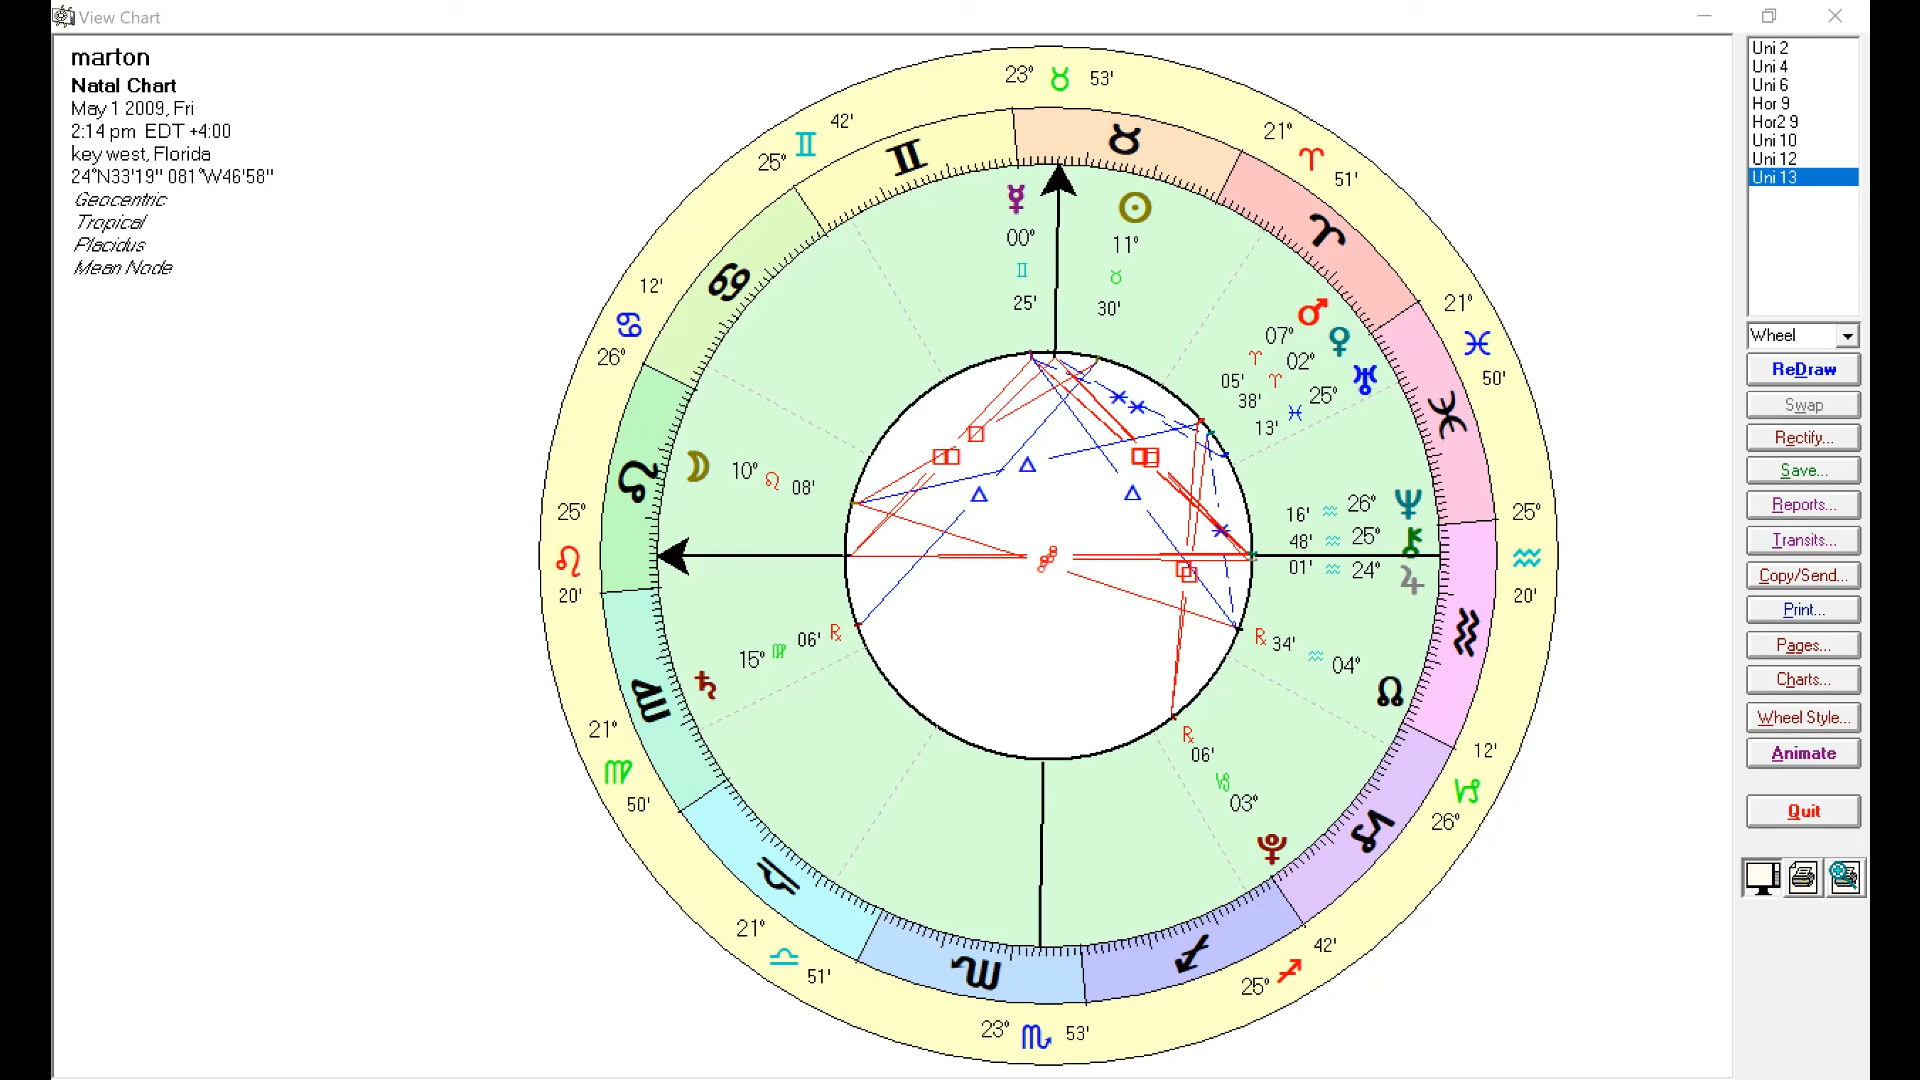 View Chart
marton
Natal Chart
May 1 2009, Fri
2:14 pm EDT +4:00
key west, Florida
24°N33'19" 081°W46'58"
Geocentric
Tropical
Placidus
Mean Node
23° ♉ 53'
25° ♊ 42'
21° ♈ 51'
♊
♉
♋
♈
☿
00°
♊
25'
☉
11°
♉
30'
12'
♋
26°
21°
♓
50'
♂
07°
♈
05'
♀
02°
♈
38'
♅
25°
♓
13'
♓
☽ 10° ♌ 08'
25°
♌
20'
16' ♒ 26° ♆
48' ♒ 25° ⚷
01' ♒ 24° ♃
25°
♒
20'
♄ 15° ♍ 06' ℞
℞ 34' ♒ 04° ☊
♌
♍
♒
21°
♍
50'
℞
06'
♑
03°
♇
12'
♑
26°
♎
♑
21°
♎
51'
♏
♐
42'
25° ♐
23° ♏ 53'
Uni 2
Uni 4
Uni 6
Hor 9
Hor2 9
Uni 10
Uni 12
Uni 13
Wheel
ReDraw
Swap
Rectify...
Save...
Reports...
Transits...
Copy/Send...
Print...
Pages...
Charts...
Wheel Style...
Animate
Quit